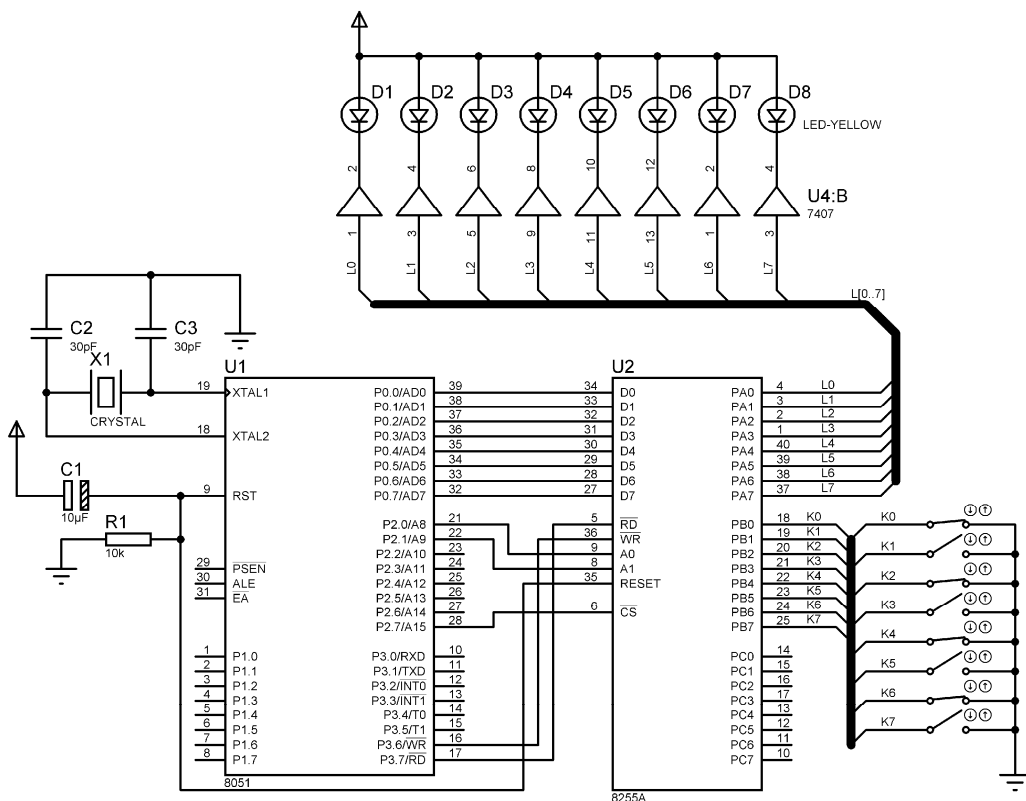 D1 D2 D3 D4 D5 D6 D7 D8
LED-YELLOW
2 4 6 8 10 12 2 4
U4:B
7407
1 3 5 9 11 13 1 3
L0 L1 L2 L3 L4 L5 L6 L7
L[0..7]
C2
30pF
C3
30pF
X1
CRYSTAL
C1
10µF
R1
10k
U1
19 XTAL1
18 XTAL2
9 RST
29 PSEN
30 ALE
31 EA
1 P1.0
2 P1.1
3 P1.2
4 P1.3
5 P1.4
6 P1.5
7 P1.6
8 P1.7
P0.0/AD0 39
P0.1/AD1 38
P0.2/AD2 37
P0.3/AD3 36
P0.4/AD4 35
P0.5/AD5 34
P0.6/AD6 33
P0.7/AD7 32
P2.0/A8 21
P2.1/A9 22
P2.2/A10 23
P2.3/A11 24
P2.4/A12 25
P2.5/A13 26
P2.6/A14 27
P2.7/A15 28
P3.0/RXD 10
P3.1/TXD 11
P3.2/INT0 12
P3.3/INT1 13
P3.4/T0 14
P3.5/T1 15
P3.6/WR 16
P3.7/RD 17
8051
U2
34 D0
33 D1
32 D2
31 D3
30 D4
29 D5
28 D6
27 D7
5 RD
36 WR
9 A0
8 A1
35 RESET
6 CS
PA0 4 L0
PA1 3 L1
PA2 2 L2
PA3 1 L3
PA4 40 L4
PA5 39 L5
PA6 38 L6
PA7 37 L7
PB0 18 K0
PB1 19 K1
PB2 20 K2
PB3 21 K3
PB4 22 K4
PB5 23 K5
PB6 24 K6
PB7 25 K7
PC0 14
PC1 15
PC2 16
PC3 17
PC4 13
PC5 12
PC6 11
PC7 10
8255A
K0
K1
K2
K3
K4
K5
K6
K7